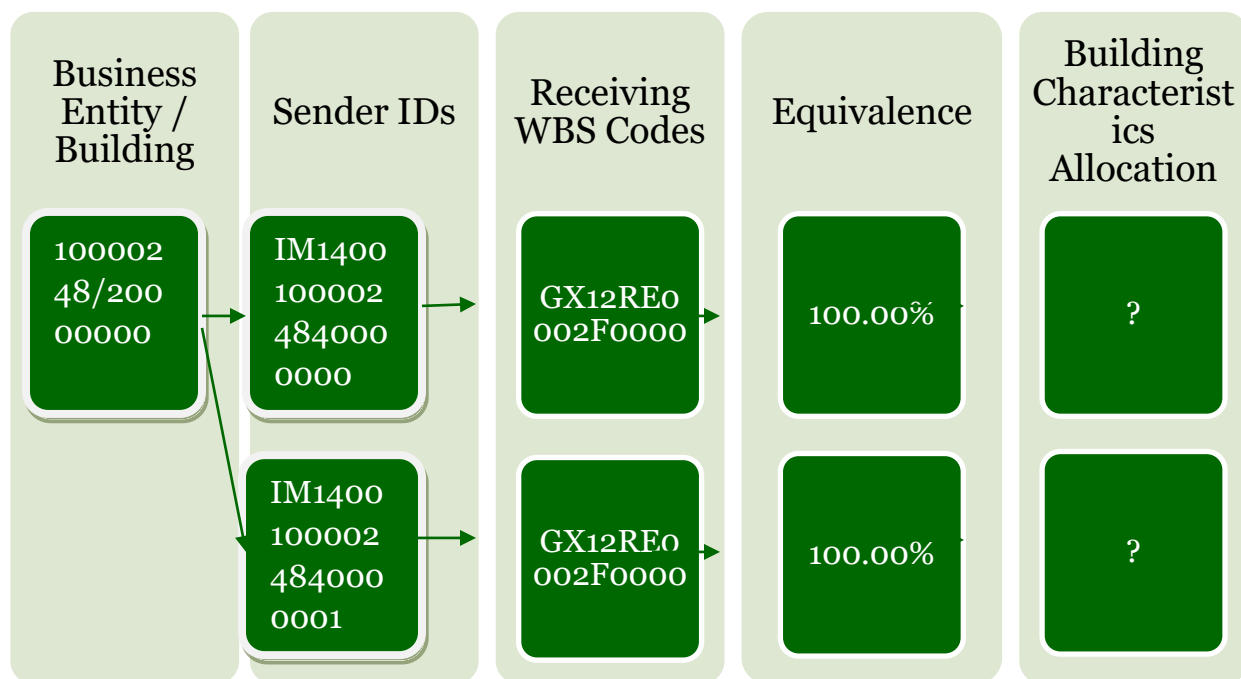 Business
Entity /
Building
Sender IDs
Receiving
WBS Codes
Equivalence
Building
Characterist
ics
Allocation
100002
48/200
00000
IM1400
100002
484000
0000
GX12RE0
002F0000
100.00%
?
IM1400
100002
484000
0001
GX12RE0
002F0000
100.00%
?